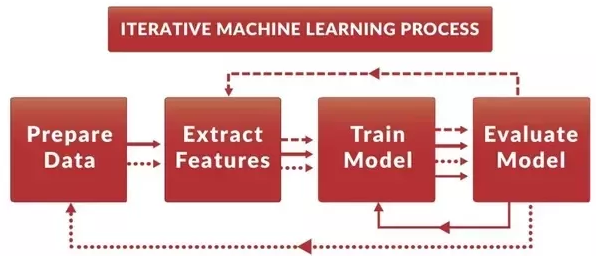 ITERATIVE MACHINE LEARNING PROCESS
Prepare
Data
Extract
Features
Train
Model
Evaluate
Model